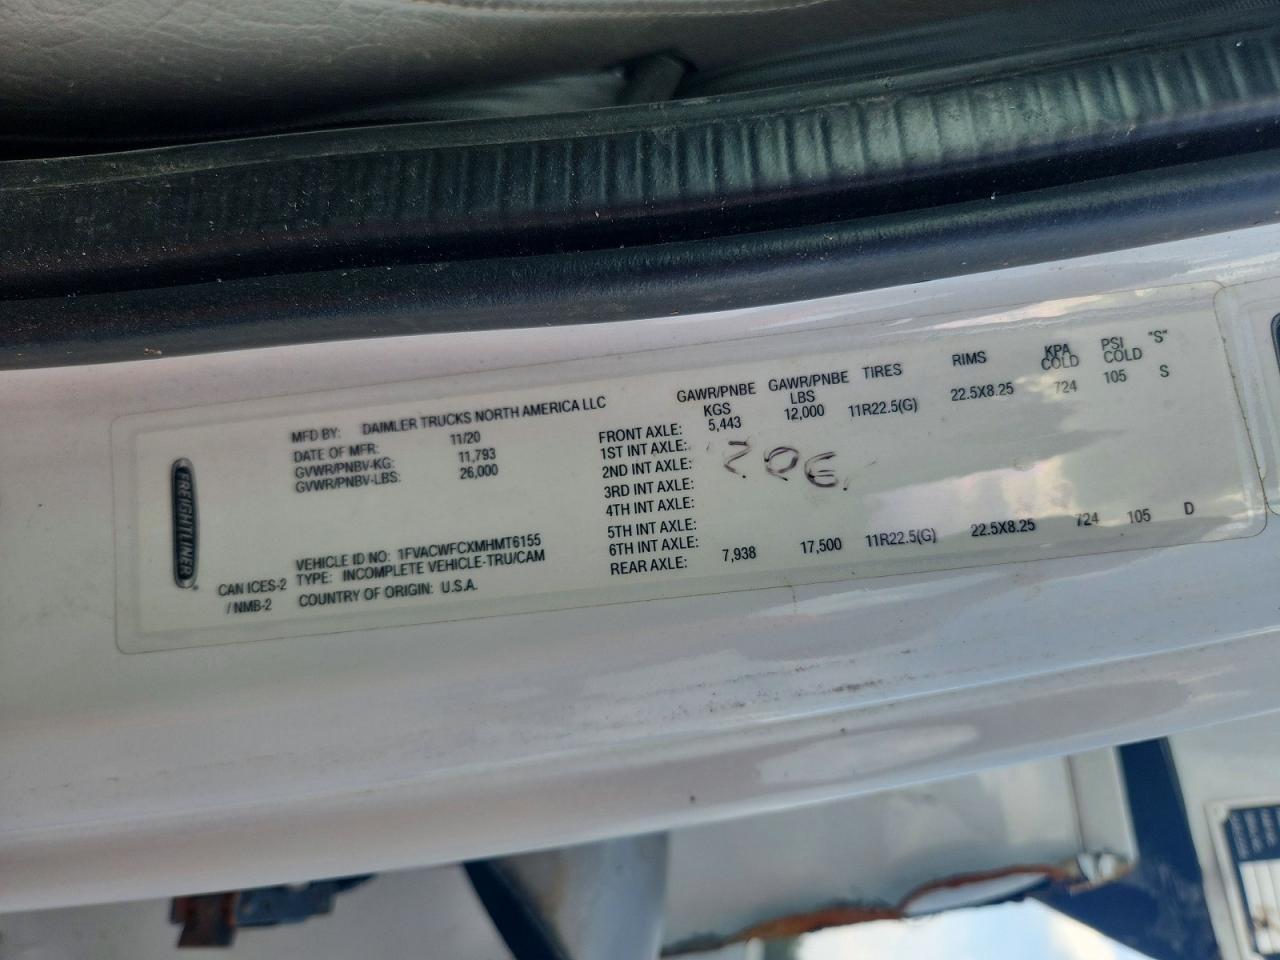 FREIGHTLINER
MFD BY: DAIMLER TRUCKS NORTH AMERICA LLC
DATE OF MFR: 11/20
GVWR/PNBV-KG: 11,793
GVWR/PNBV-LBS: 26,000
VEHICLE ID NO: 1FVACWFCXMHMT6155
CAN ICES-2 TYPE: INCOMPLETE VEHICLE-TRU/CAM
/ NMB-2 COUNTRY OF ORIGIN: U.S.A.
GAWR/PNBE GAWR/PNBE TIRES RIMS KPA PSI "S"
KGS LBS COLD COLD
FRONT AXLE: 5,443 12,000 11R22.5(G) 22.5X8.25 724 105 S
1ST INT AXLE:
2ND INT AXLE:
3RD INT AXLE:
4TH INT AXLE:
5TH INT AXLE:
6TH INT AXLE:
REAR AXLE: 7,938 17,500 11R22.5(G) 22.5X8.25 724 105 D